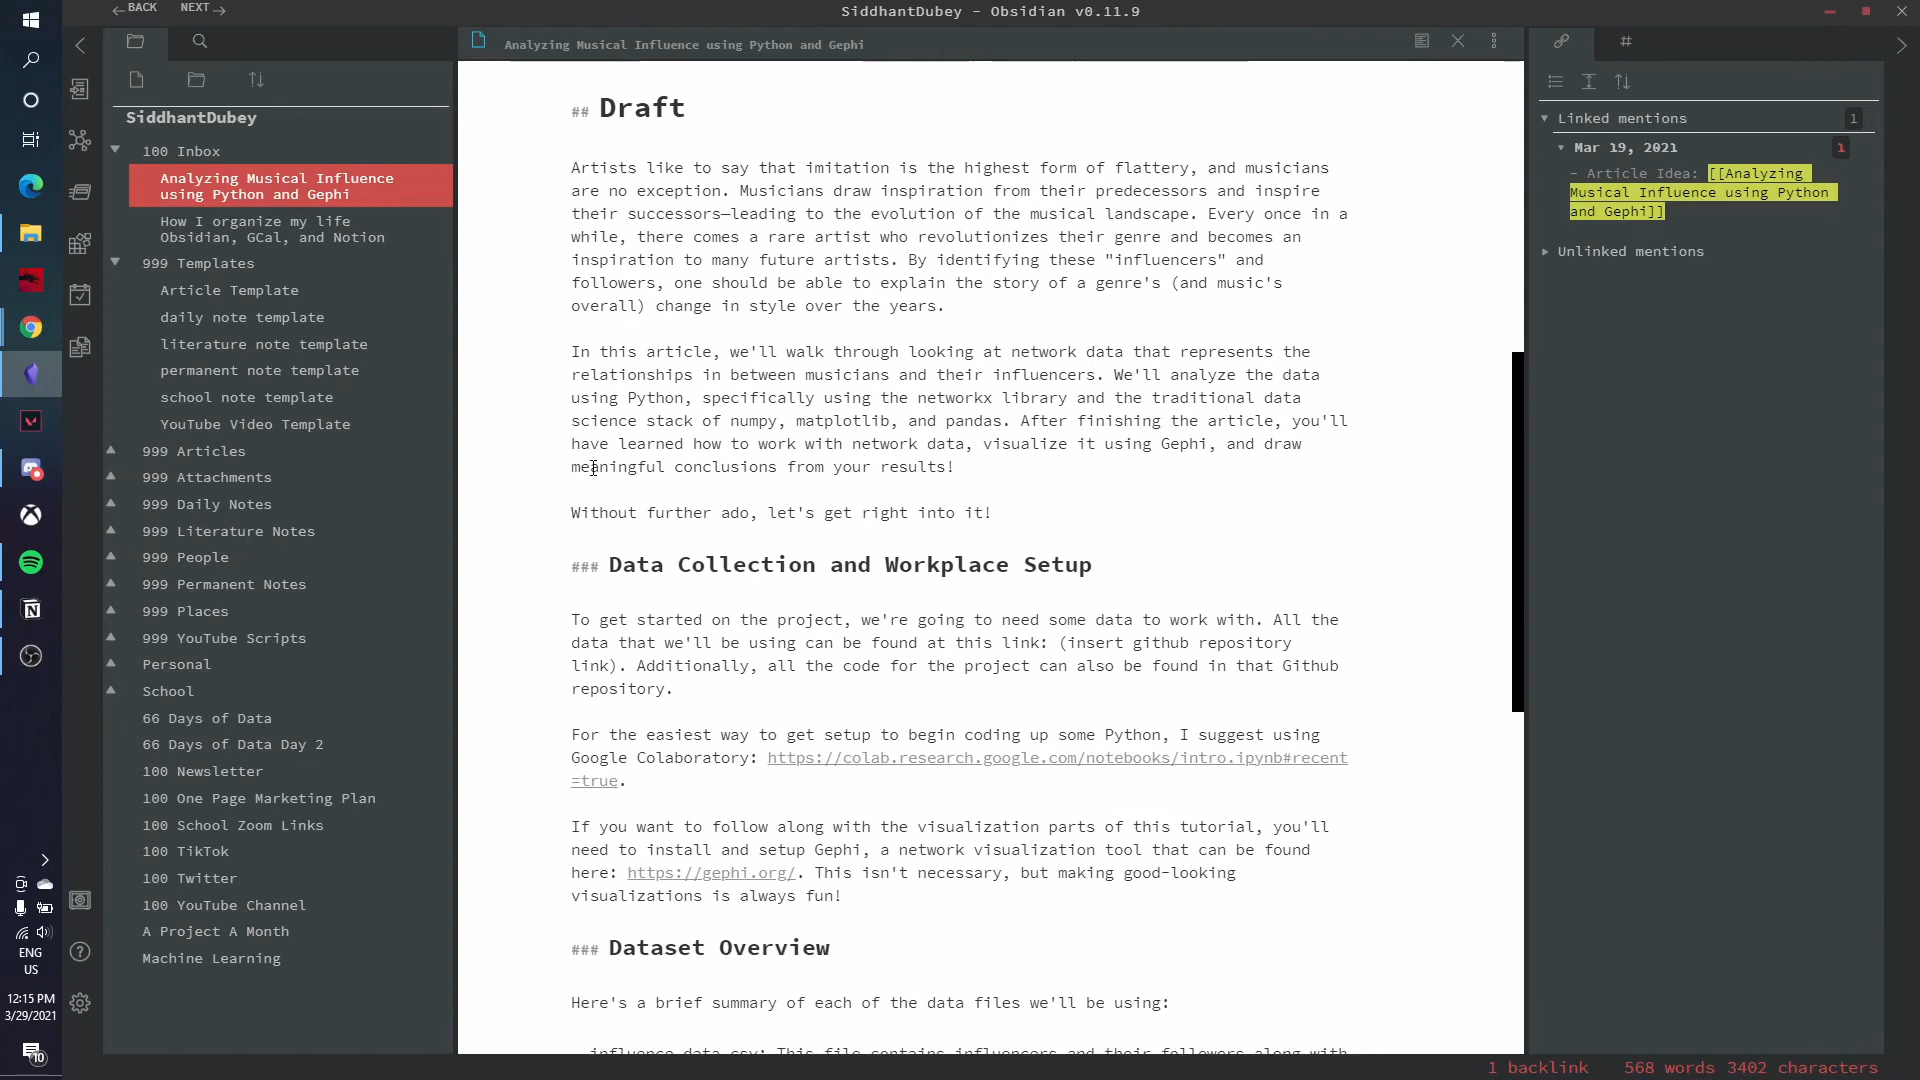 BACK
NEXT
SiddhantDubey - Obsidian v0.11.9
Analyzing Musical Influence using Python and Gephi
SiddhantDubey
100 Inbox
Analyzing Musical Influence
using Python and Gephi
How I organize my life
Obsidian, GCal, and Notion
999 Templates
Article Template
daily note template
literature note template
permanent note template
school note template
YouTube Video Template
999 Articles
999 Attachments
999 Daily Notes
999 Literature Notes
999 People
999 Permanent Notes
999 Places
999 YouTube Scripts
Personal
School
66 Days of Data
66 Days of Data Day 2
100 Newsletter
100 One Page Marketing Plan
100 School Zoom Links
100 TikTok
100 Twitter
100 YouTube Channel
A Project A Month
Machine Learning
## Draft
Artists like to say that imitation is the highest form of flattery, and musicians
are no exception. Musicians draw inspiration from their predecessors and inspire
their successors—leading to the evolution of the musical landscape. Every once in a
while, there comes a rare artist who revolutionizes their genre and becomes an
inspiration to many future artists. By identifying these "influencers" and
followers, one should be able to explain the story of a genre's (and music's
overall) change in style over the years.
In this article, we'll walk through looking at network data that represents the
relationships in between musicians and their influencers. We'll analyze the data
using Python, specifically using the networkx library and the traditional data
science stack of numpy, matplotlib, and pandas. After finishing the article, you'll
have learned how to work with network data, visualize it using Gephi, and draw
meaningful conclusions from your results!
Without further ado, let's get right into it!
### Data Collection and Workplace Setup
To get started on the project, we're going to need some data to work with. All the
data that we'll be using can be found at this link: (insert github repository
link). Additionally, all the code for the project can also be found in that Github
repository.
For the easiest way to get setup to begin coding up some Python, I suggest using
Google Colaboratory: https://colab.research.google.com/notebooks/intro.ipynb#recent
=true.
If you want to follow along with the visualization parts of this tutorial, you'll
need to install and setup Gephi, a network visualization tool that can be found
here: https://gephi.org/. This isn't necessary, but making good-looking
visualizations is always fun!
### Dataset Overview
Here's a brief summary of each of the data files we'll be using:
- influence_data.csv: This file contains influencers and their followers along with
Linked mentions 1
Mar 19, 2021 1
- Article Idea: [[Analyzing
Musical Influence using Python
and Gephi]]
Unlinked mentions
ENG
US
12:15 PM
3/29/2021
10
1 backlink 568 words 3402 characters